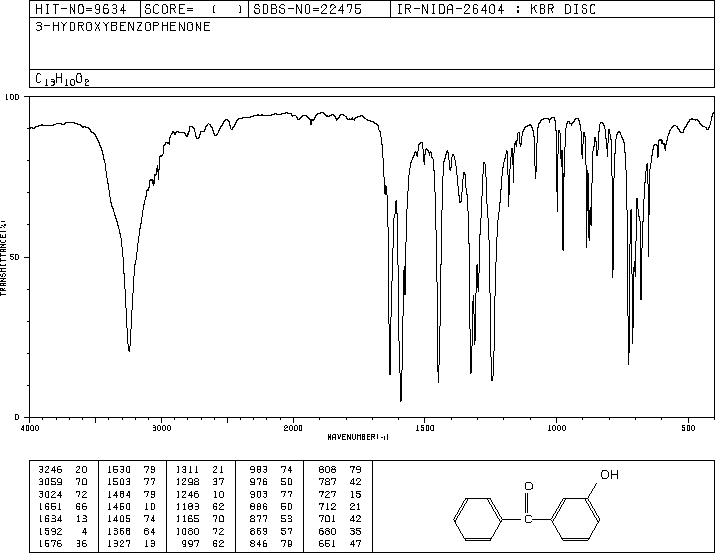 HIT-NO=9634 SCORE= ( ) SDBS-NO=22475 IR-NIDA-26404 : KBR DISC
3-HYDROXYBENZOPHENONE
C13H10O2
100
50
0
TRANSMITTANCE(%)
4000 3000 2000 1500 1000 500
WAVENUMBER(-1)
3246 20 1530 79 1311 21 983 74 808 79
3059 70 1503 77 1298 37 976 50 787 42
3024 72 1484 79 1246 10 903 77 727 15
1651 66 1450 10 1183 62 886 50 712 21
1634 13 1405 74 1165 70 877 53 701 42
1592 4 1368 64 1080 72 869 57 680 35
1576 36 1327 13 997 62 846 79 651 47
O
OH